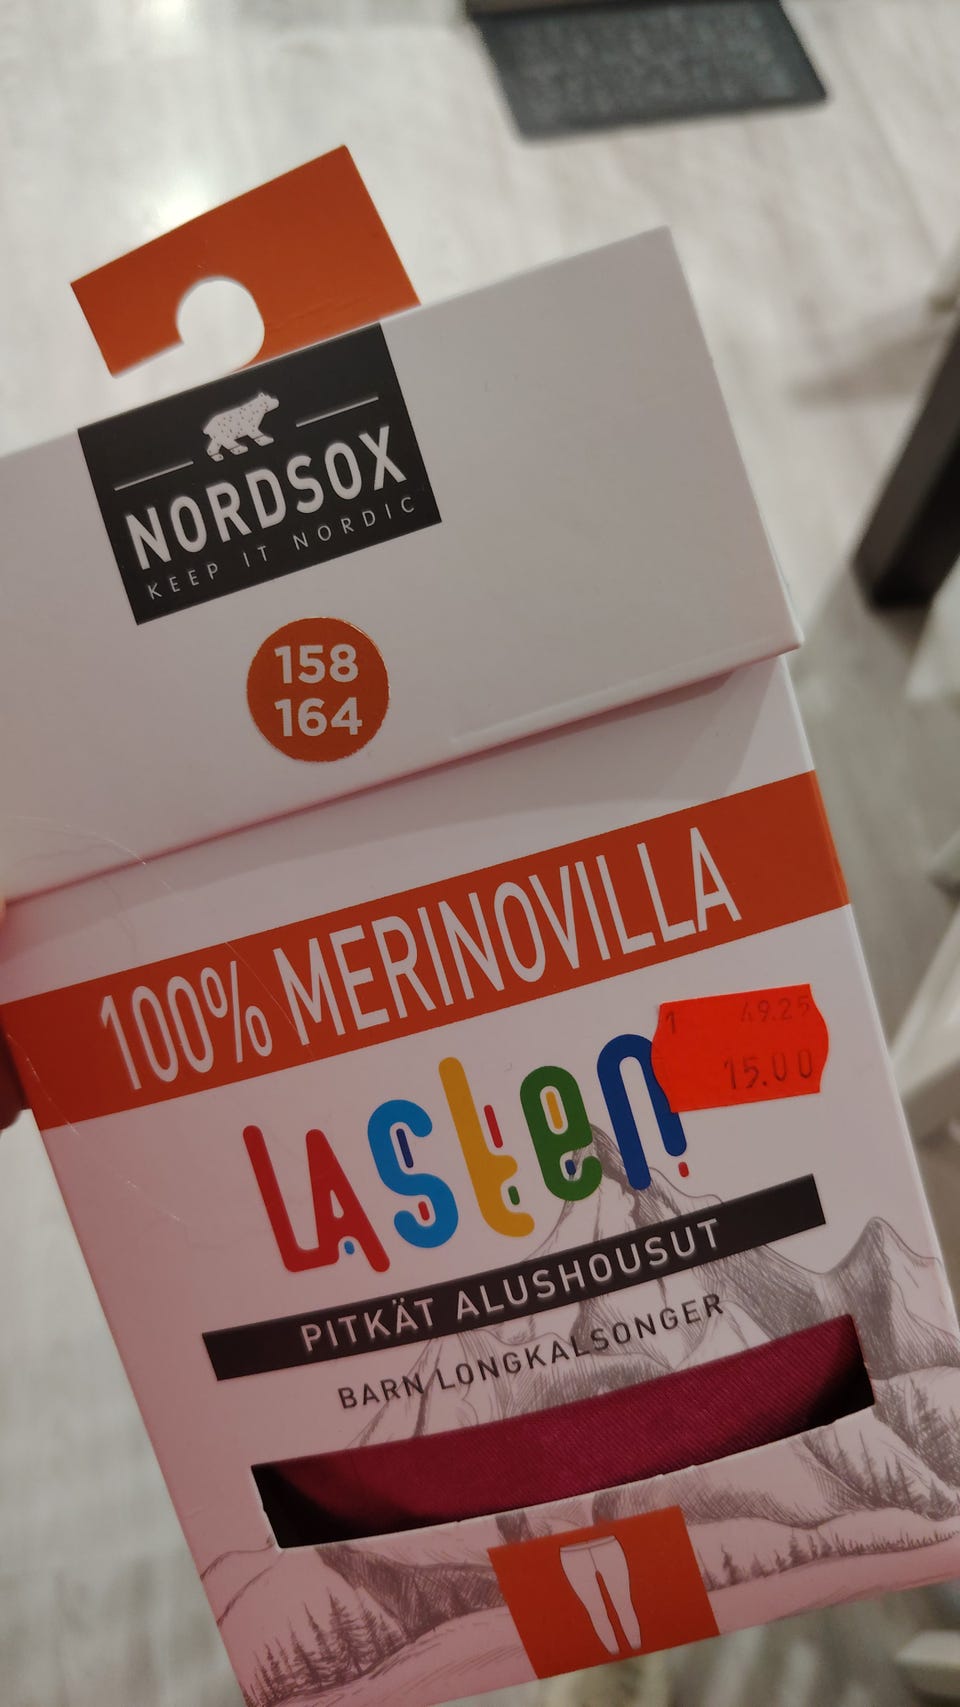 NORDSOX
KEEP IT NORDIC
158
164
100% MERINOVILLA
Lasten
1 49.25
15.00
PITKÄT ALUSHOUSUT
BARN LONGKALSONGER